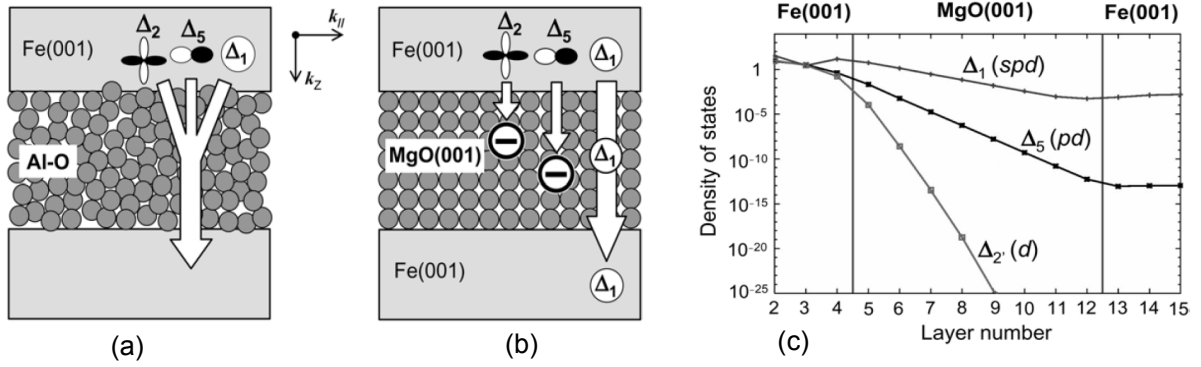 Fe(001)
Δ2
Δ5
Δ1
Al-O
(a)
k//
kz
Fe(001)
Δ2
Δ5
Δ1
MgO(001)
Δ1
Fe(001)
Δ1
(b)
(c)
Fe(001) MgO(001) Fe(001)
Density of states
1
10-5
10-10
10-15
10-20
10-25
Δ1 (spd)
Δ5 (pd)
Δ2' (d)
2 3 4 5 6 7 8 9 10 11 12 13 14 15
Layer number